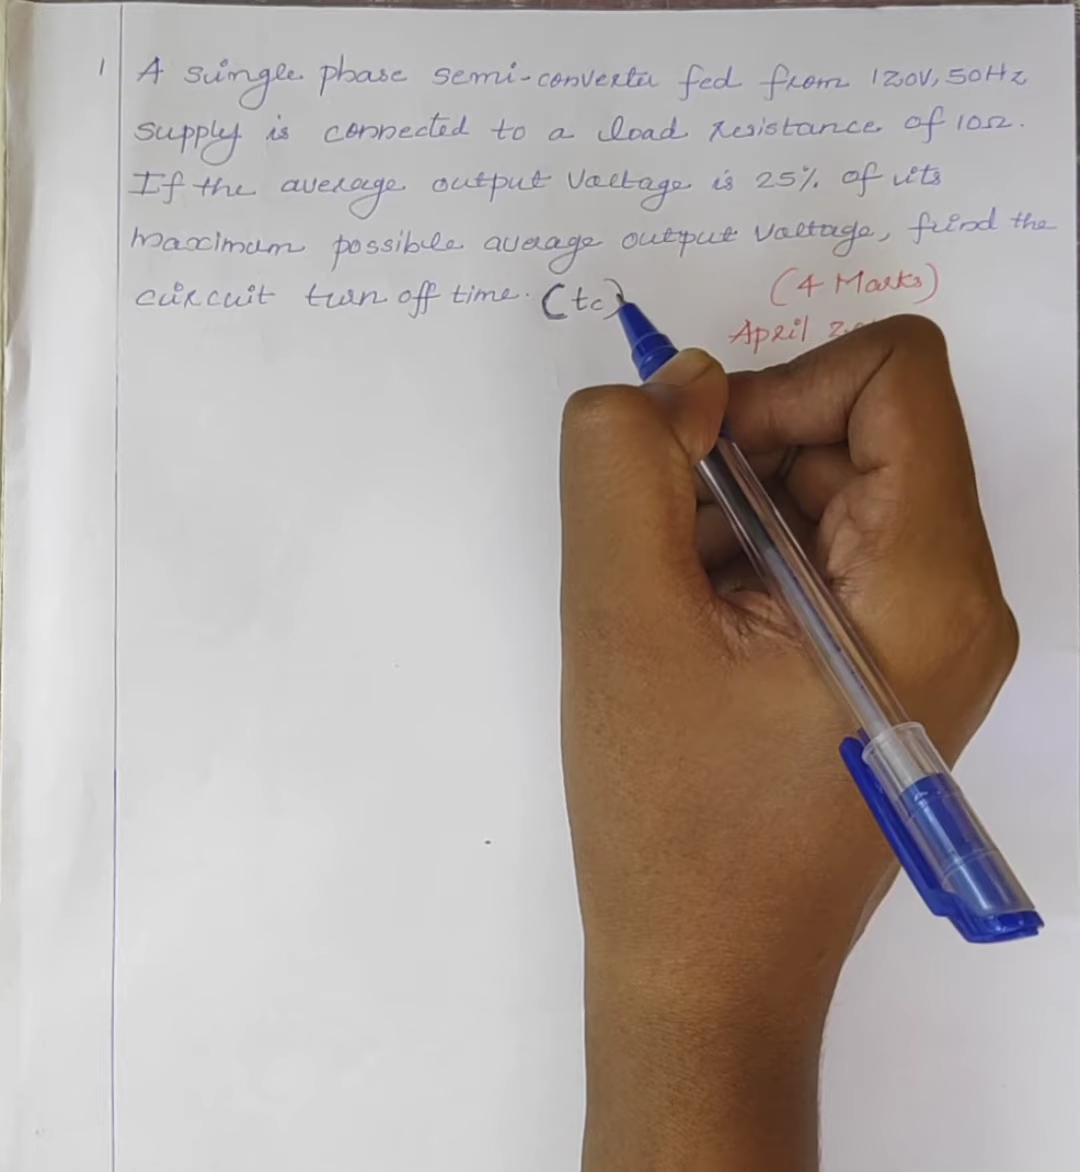 1 A single phase semi-converter fed from 120V, 50Hz
supply is connected to a load resistance of 10Ω.
If the average output voltage is 25% of its
maximum possible average output voltage, find the
circuit turn off time. (tc)
(4 Marks)
April